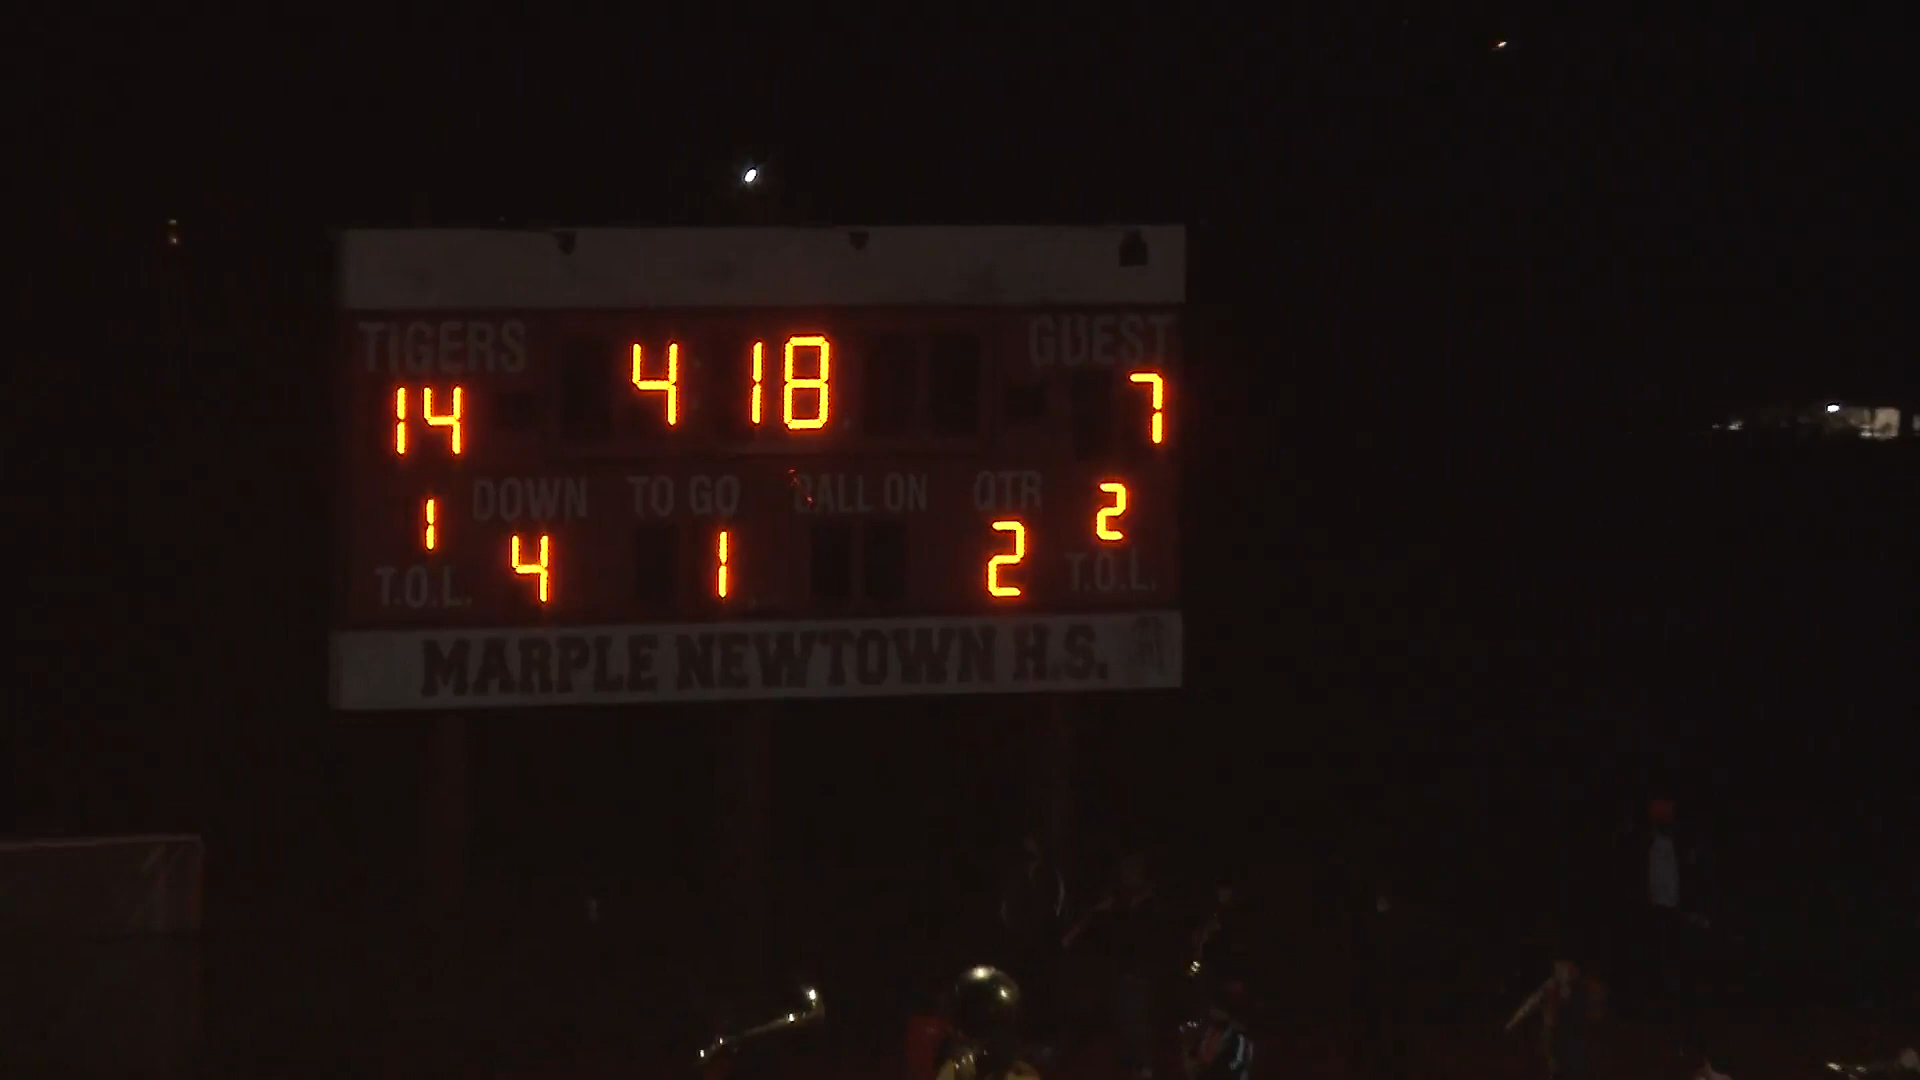 TIGERS 4 18 GUEST
14 7
DOWN TO GO BALL ON QTR
1 4 1 2 2
T.O.L. T.O.L.
MARPLE NEWTOWN H.S.